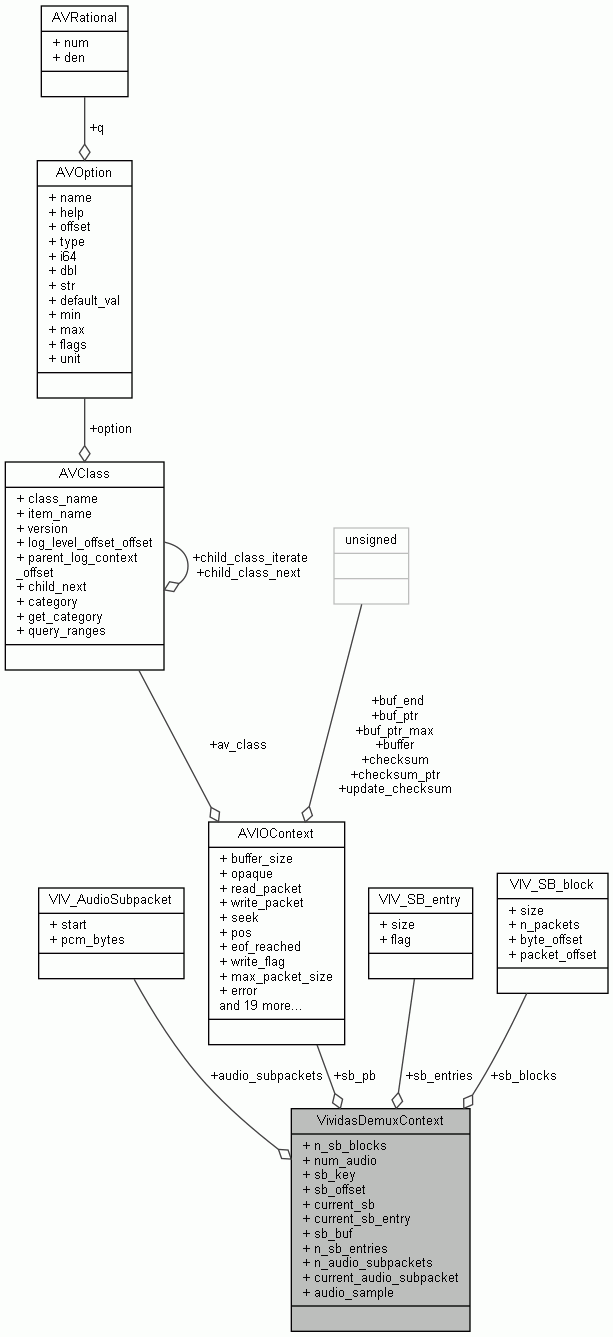 AVRational
+ num
+ den
+q
AVOption
+ name
+ help
+ offset
+ type
+ i64
+ dbl
+ str
+ default_val
+ min
+ max
+ flags
+ unit
+option
AVClass
+ class_name
+ item_name
+ version
+ log_level_offset_offset
+ parent_log_context
_offset
+ child_next
+ category
+ get_category
+ query_ranges
+child_class_iterate
+child_class_next
unsigned
+av_class
+buf_end
+buf_ptr
+buf_ptr_max
+buffer
+checksum
+checksum_ptr
+update_checksum
AVIOContext
+ buffer_size
+ opaque
+ read_packet
+ write_packet
+ seek
+ pos
+ eof_reached
+ write_flag
+ max_packet_size
+ error
and 19 more...
VIV_AudioSubpacket
+ start
+ pcm_bytes
VIV_SB_entry
+ size
+ flag
VIV_SB_block
+ size
+ n_packets
+ byte_offset
+ packet_offset
+audio_subpackets
+sb_pb
+sb_entries
+sb_blocks
VividasDemuxContext
+ n_sb_blocks
+ num_audio
+ sb_key
+ sb_offset
+ current_sb
+ current_sb_entry
+ sb_buf
+ n_sb_entries
+ n_audio_subpackets
+ current_audio_subpacket
+ audio_sample